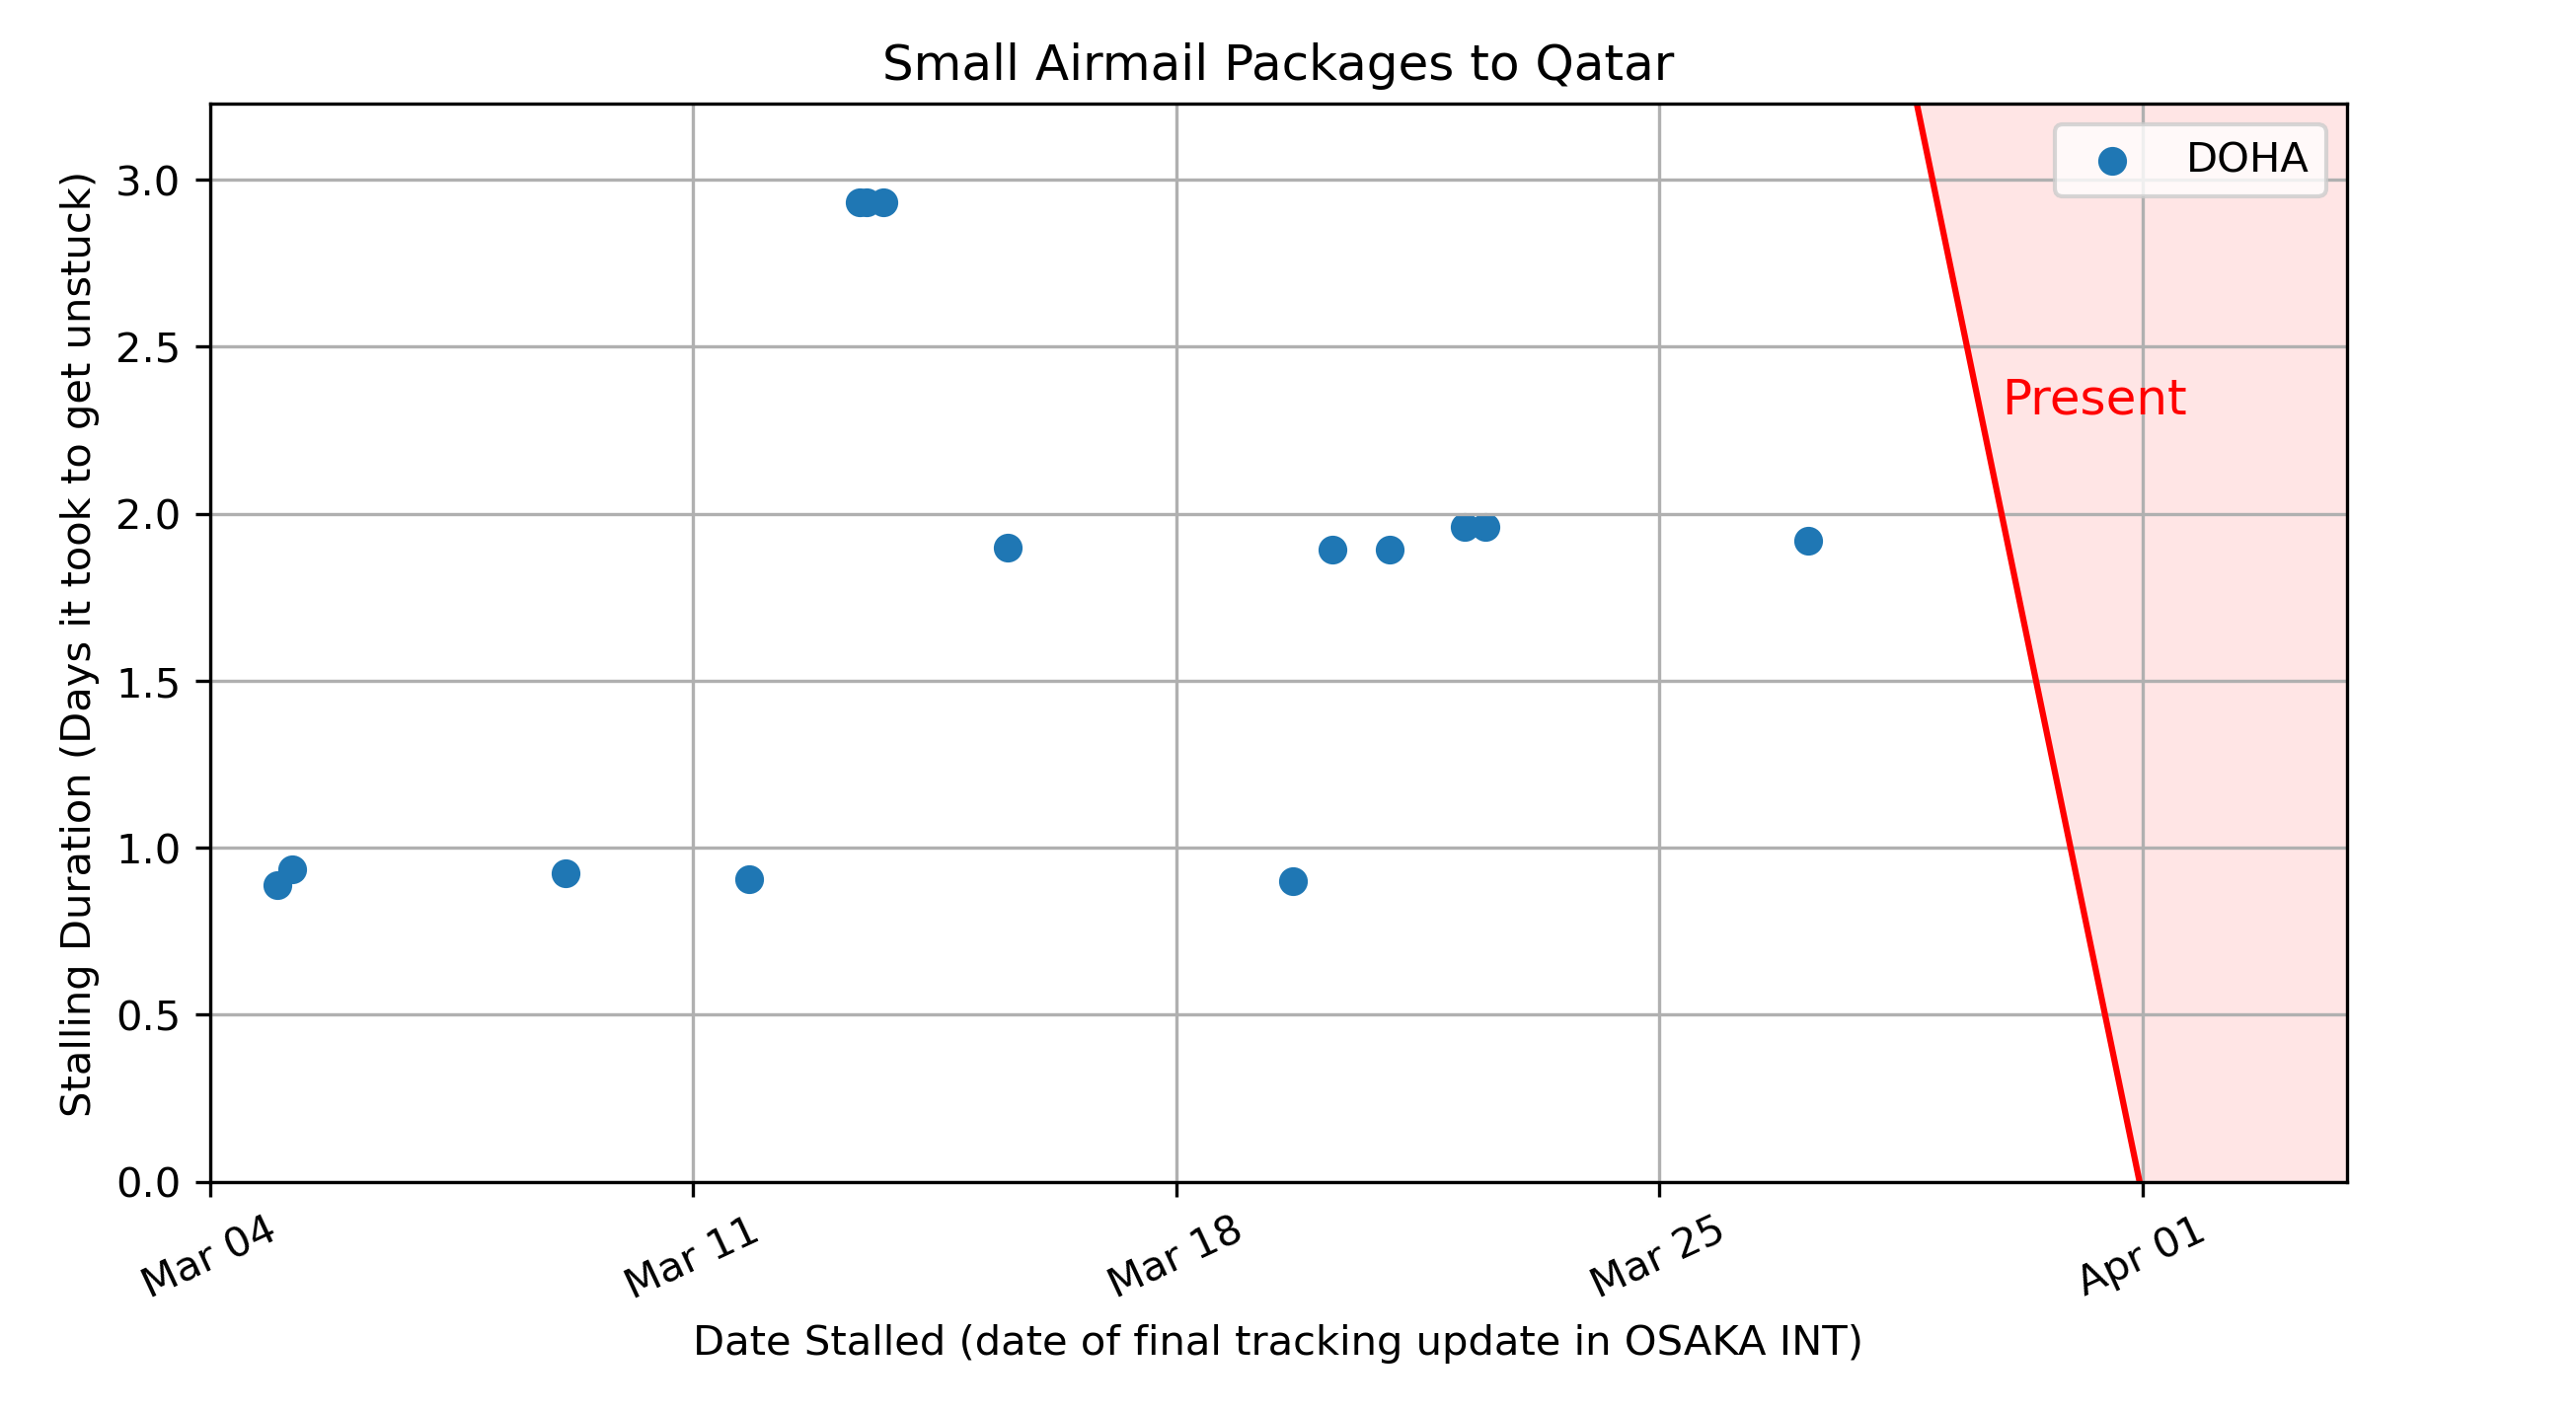 Small Airmail Packages to Qatar
DOHA
Present
Stalling Duration (Days it took to get unstuck)
3.0
2.5
2.0
1.5
1.0
0.5
0.0
Mar 04
Mar 11
Mar 18
Mar 25
Apr 01
Date Stalled (date of final tracking update in OSAKA INT)